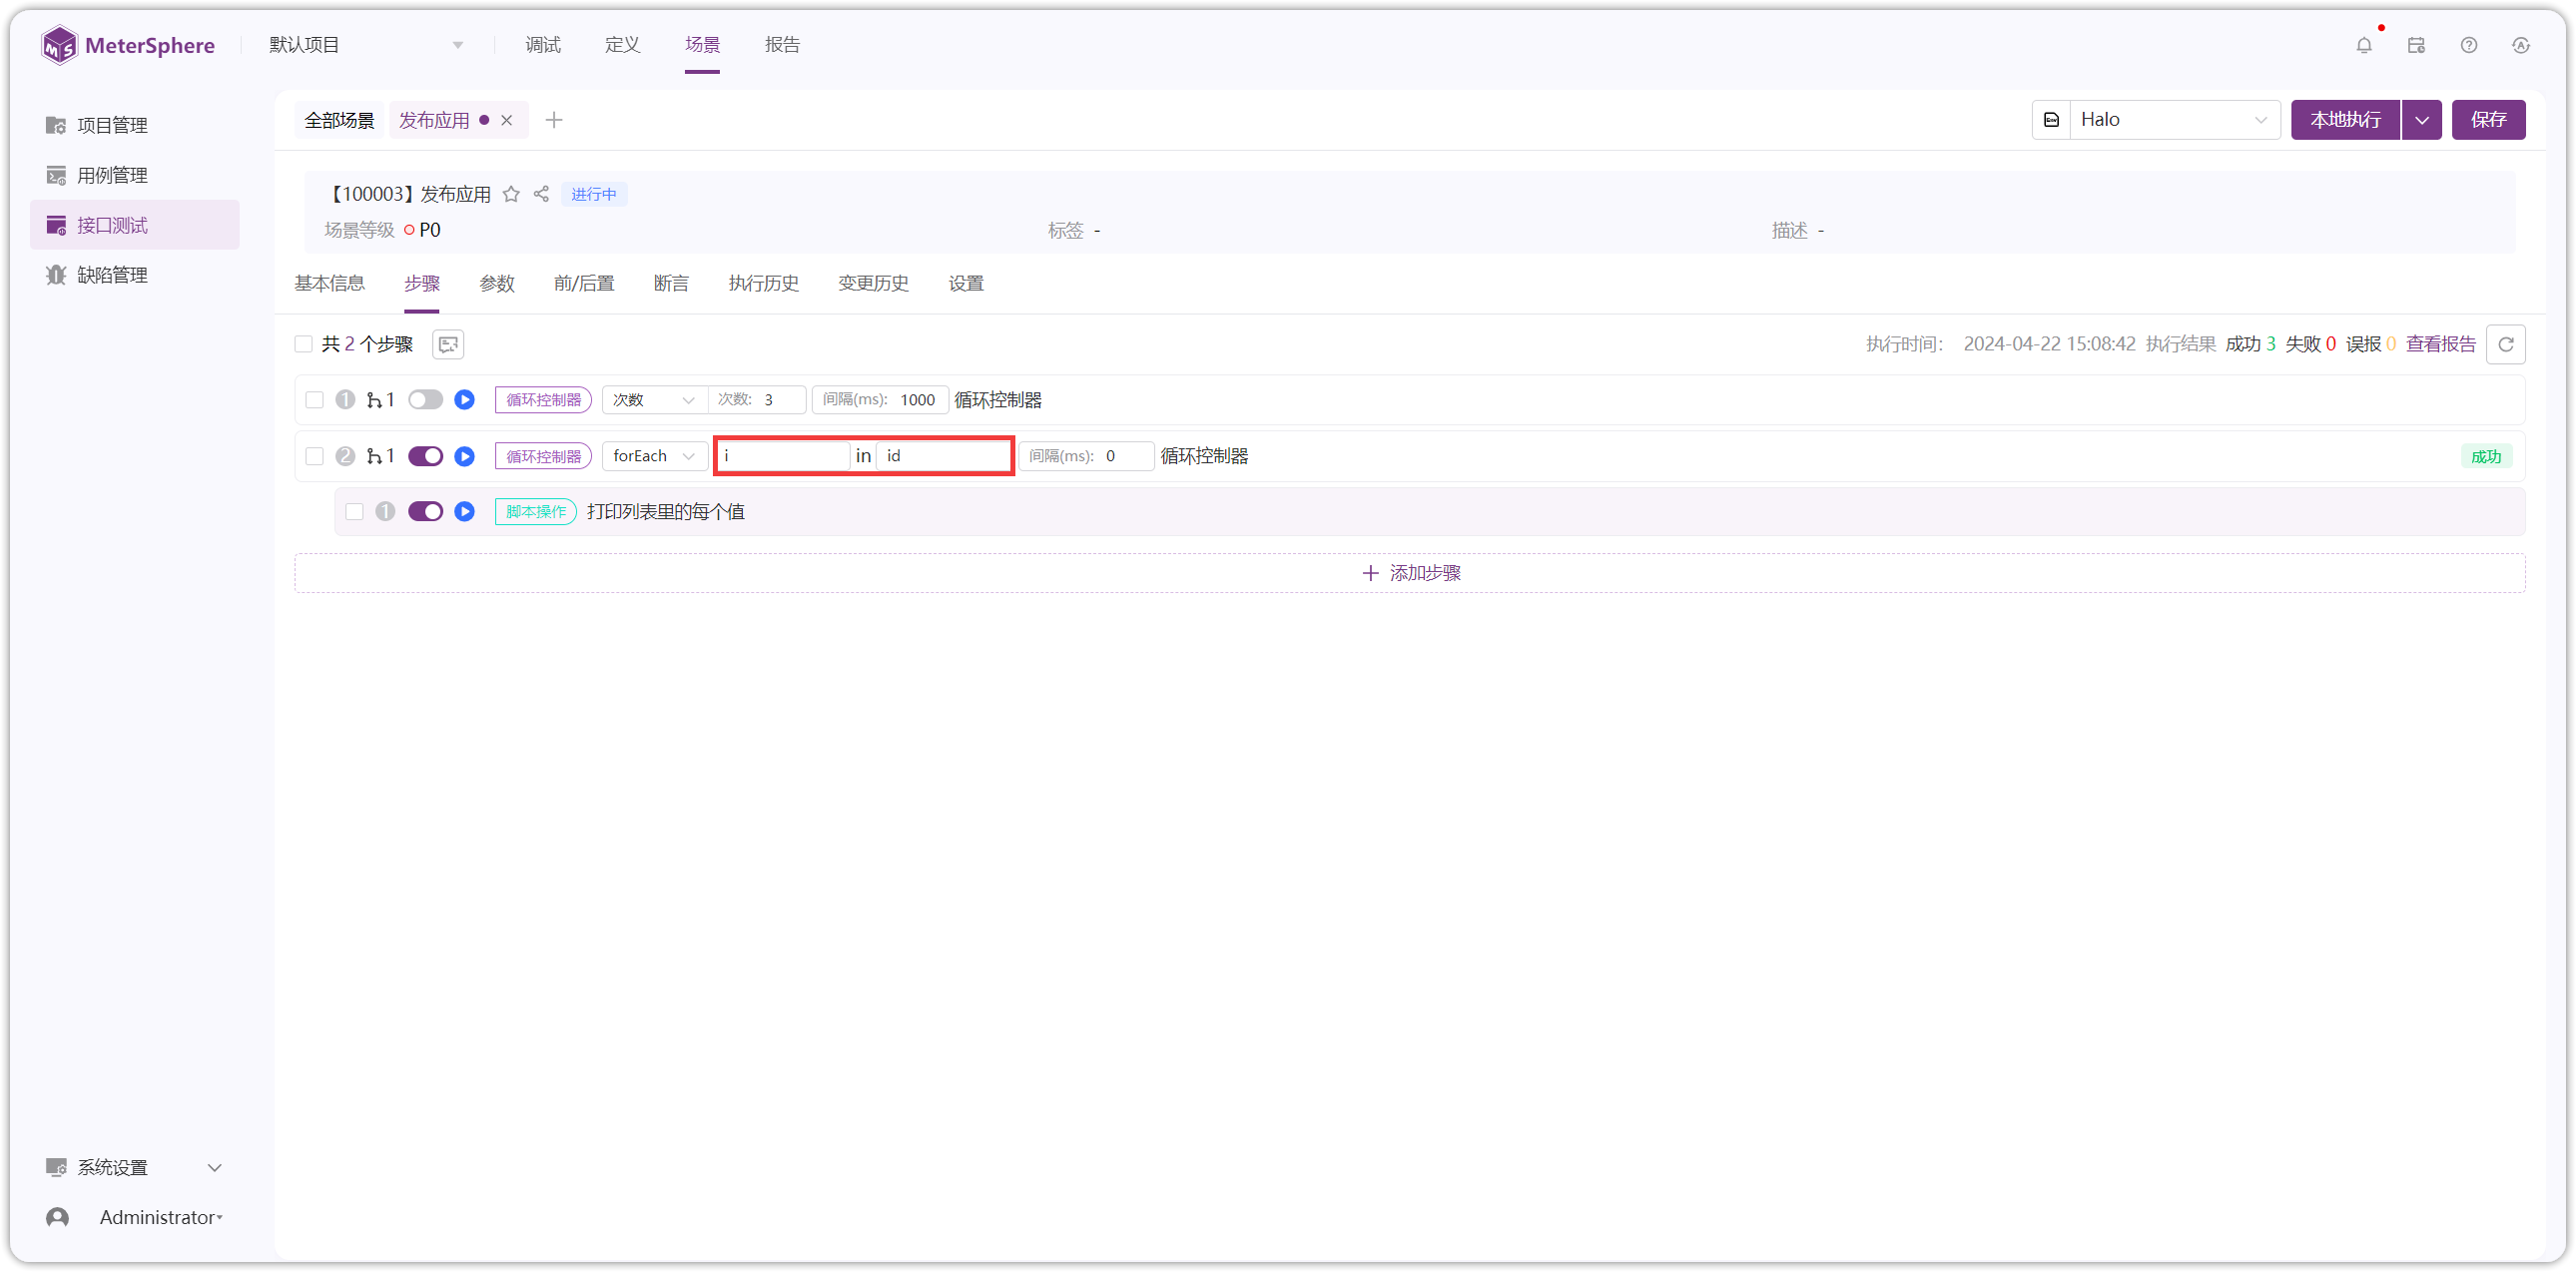 MeterSphere 默认项目 调试 定义 场景 报告
项目管理
用例管理
接口测试
缺陷管理
全部场景 发布应用 Halo 本地执行 保存
【100003】发布应用 进行中
场景等级 P0 标签 - 描述 -
基本信息 步骤 参数 前/后置 断言 执行历史 变更历史 设置
共 2 个步骤 执行时间: 2024-04-22 15:08:42 执行结果 成功 3 失败 0 误报 0 查看报告
1 1 循环控制器 次数 次数: 3 间隔(ms): 1000 循环控制器
2 1 循环控制器 forEach i in id 间隔(ms): 0 循环控制器 成功
1 脚本操作 打印列表里的每个值
添加步骤
系统设置
Administrator